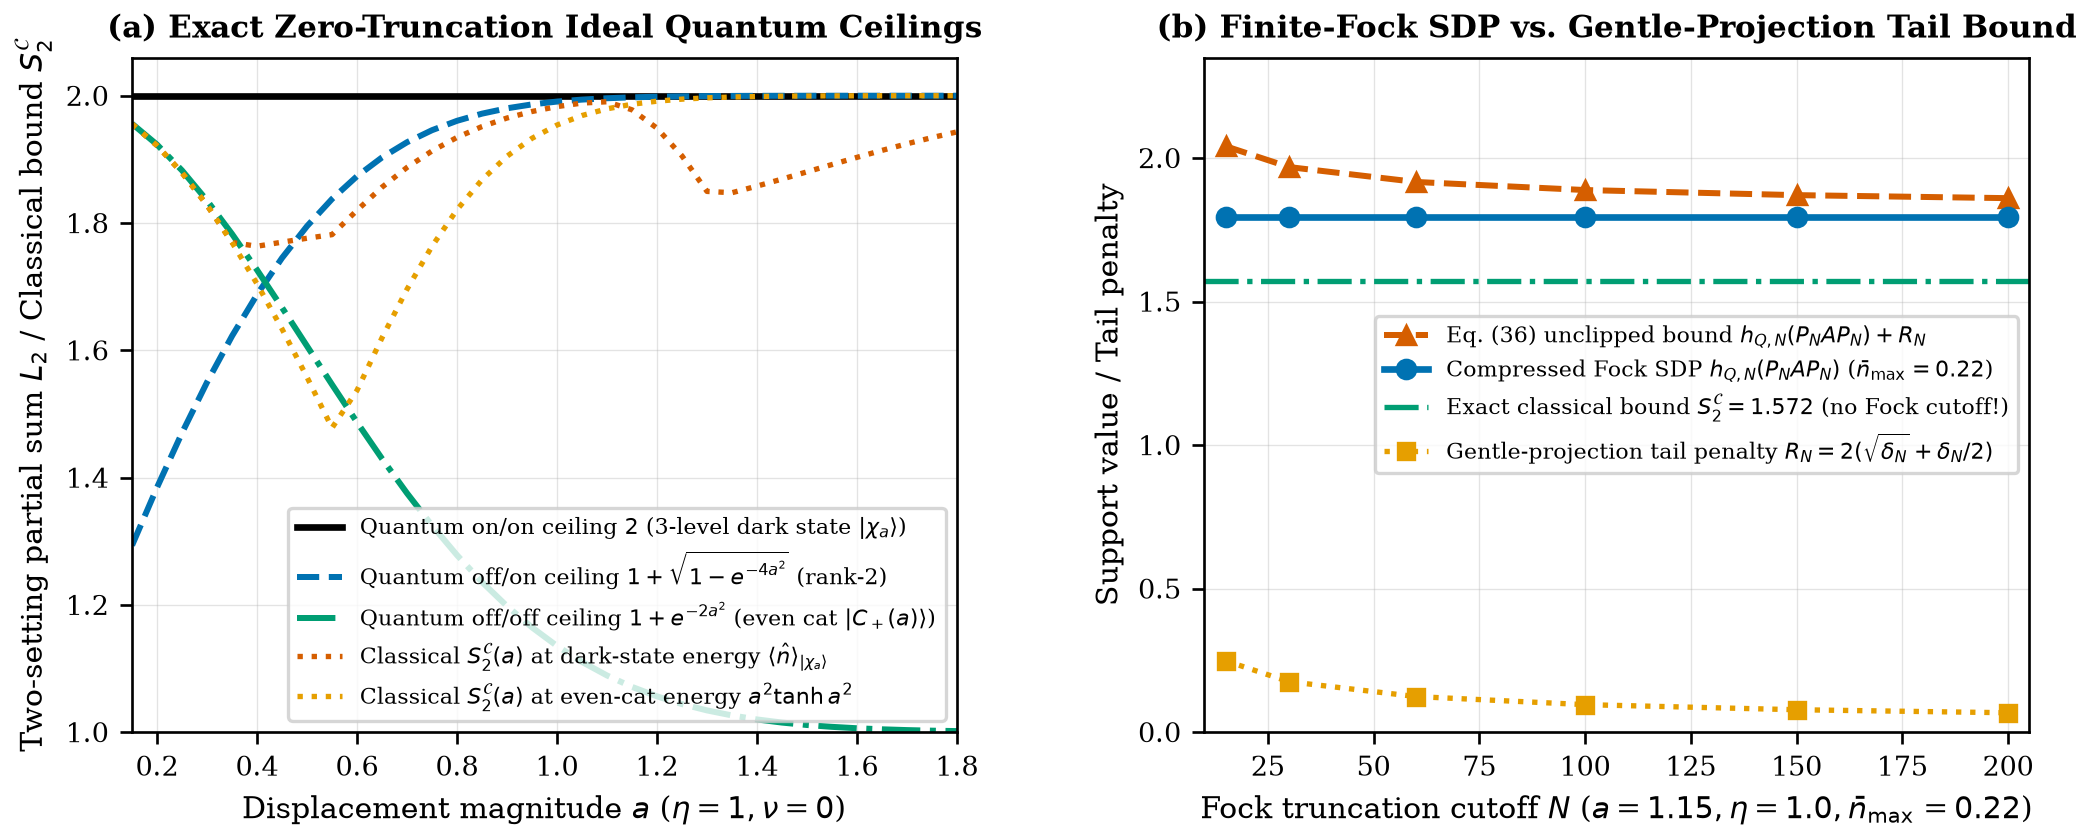 (a) Exact Zero-Truncation Ideal Quantum Ceilings
Two-setting partial sum L₂ / Classical bound S₂^𝒞
2.0
1.8
1.6
1.4
1.2
1.0
Quantum on/on ceiling 2 (3-level dark state |χₐ⟩)
Quantum off/on ceiling 1 + √(1 − e^{−4a²}) (rank-2)
Quantum off/off ceiling 1 + e^{−2a²} (even cat |C₊(a)⟩)
Classical S₂^𝒞(a) at dark-state energy ⟨n̂⟩_{|χₐ⟩}
Classical S₂^𝒞(a) at even-cat energy a² tanh a²
0.2 0.4 0.6 0.8 1.0 1.2 1.4 1.6 1.8
Displacement magnitude a (η = 1, ν = 0)
(b) Finite-Fock SDP vs. Gentle-Projection Tail Bound
Support value / Tail penalty
2.0
1.5
1.0
0.5
0.0
Eq. (36) unclipped bound h_{Q,N}(P_N A P_N) + R_N
Compressed Fock SDP h_{Q,N}(P_N A P_N) (n̄_max = 0.22)
Exact classical bound S₂^𝒞 = 1.572 (no Fock cutoff!)
Gentle-projection tail penalty R_N = 2(√δ_N + δ_N/2)
25 50 75 100 125 150 175 200
Fock truncation cutoff N (a = 1.15, η = 1.0, n̄_max = 0.22)